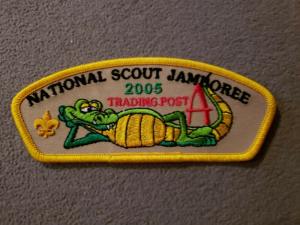 NATIONAL SCOUT JAMBOREE
2005
TRADING POST A